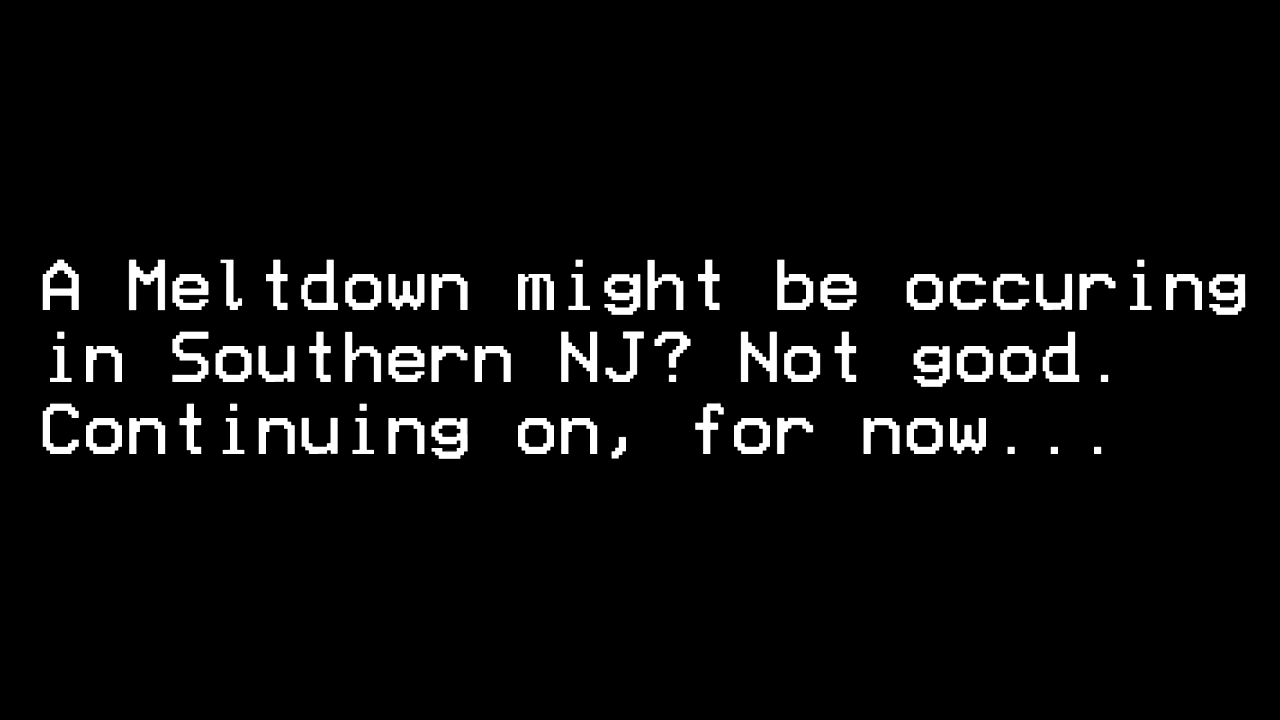 A Meltdown might be occuring
in Southern NJ? Not good.
Continuing on, for now...